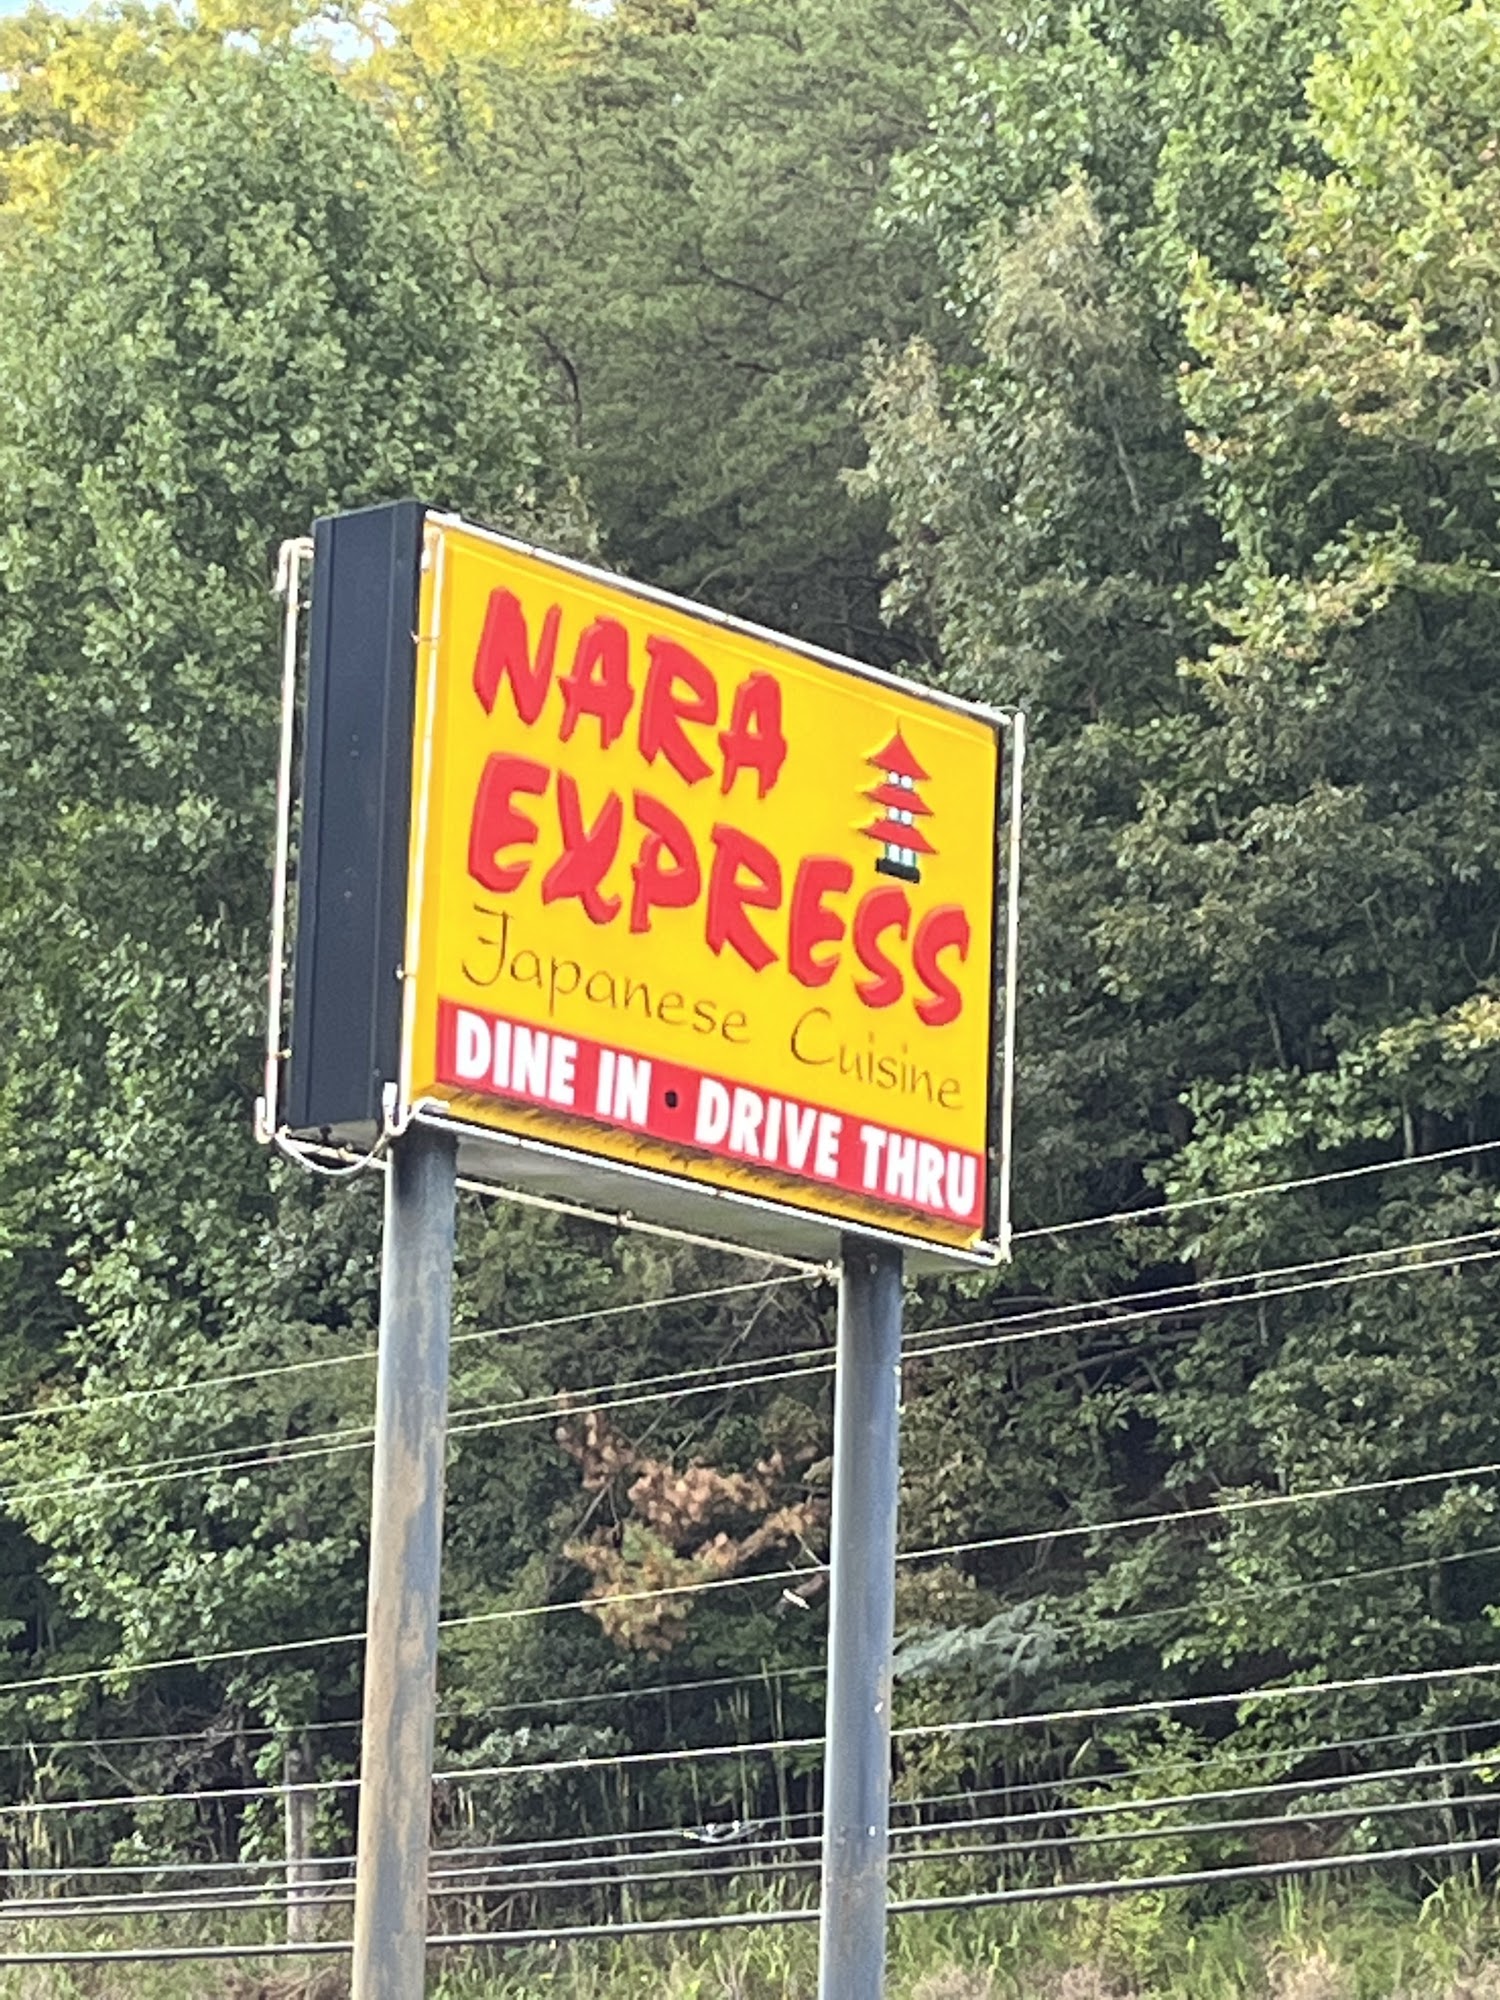 NARA
EXPRESS
Japanese Cuisine
DINE IN • DRIVE THRU